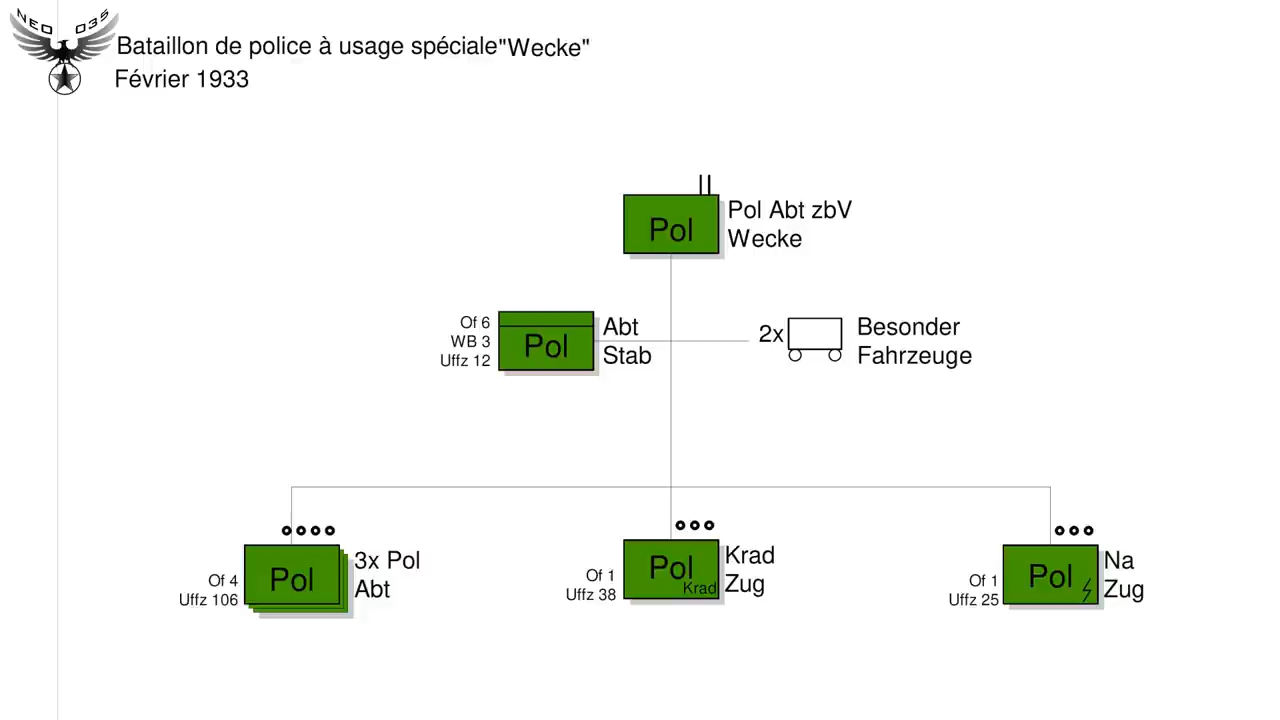 NEO 035
Bataillon de police à usage spéciale"Wecke"
Février 1933
Pol
Pol Abt zbV
Wecke
Of 6
WB 3
Uffz 12
Pol
Abt
Stab
2x
Besonder
Fahrzeuge
Of 4
Uffz 106
Pol
3x Pol
Abt
Of 1
Uffz 38
Pol
Krad
Krad
Zug
Of 1
Uffz 25
Pol
Na
Zug